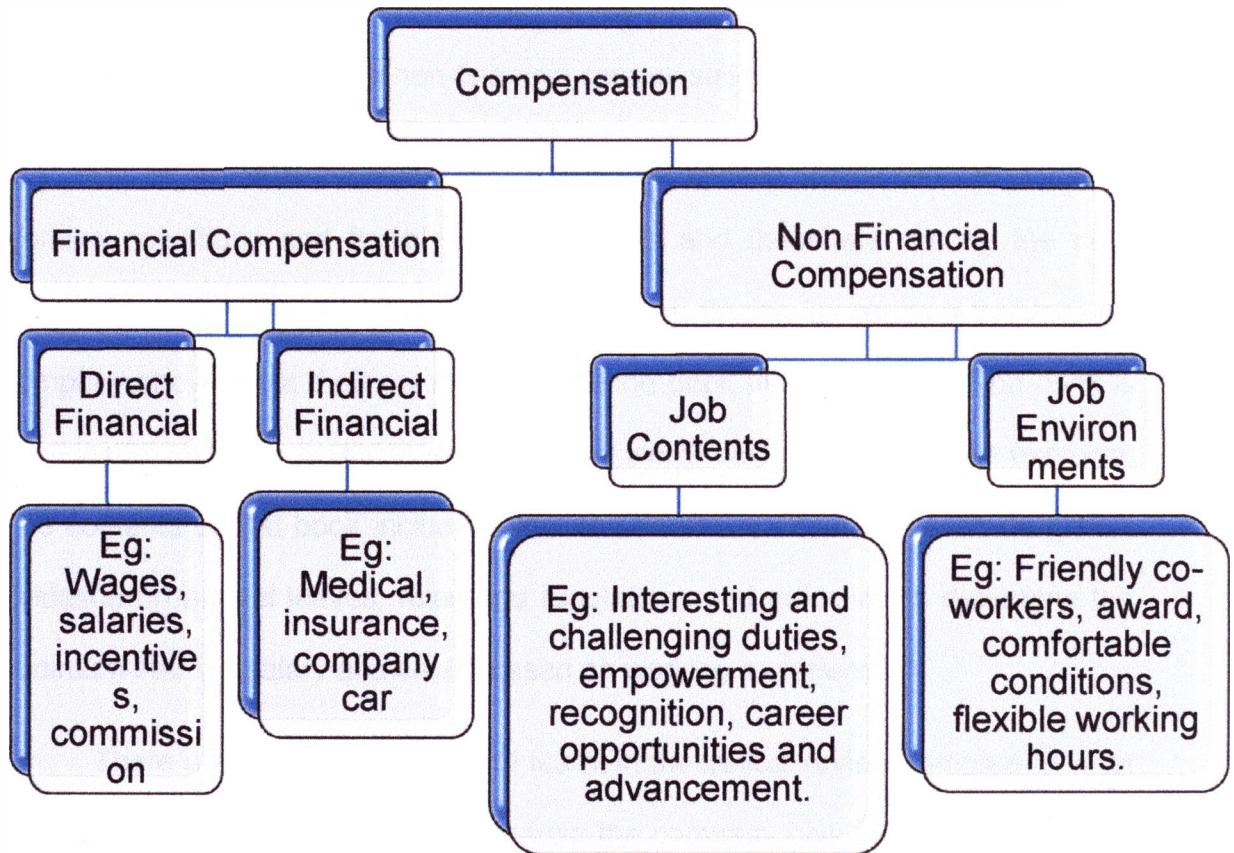 Compensation
Financial Compensation
Non Financial
Compensation
Direct
Financial
Indirect
Financial
Job
Contents
Job
Environ
ments
Eg:
Wages,
salaries,
incentive
s,
commissi
on
Eg:
Medical,
insurance,
company
car
Eg: Interesting and
challenging duties,
empowerment,
recognition, career
opportunities and
advancement.
Eg: Friendly co-
workers, award,
comfortable
conditions,
flexible working
hours.